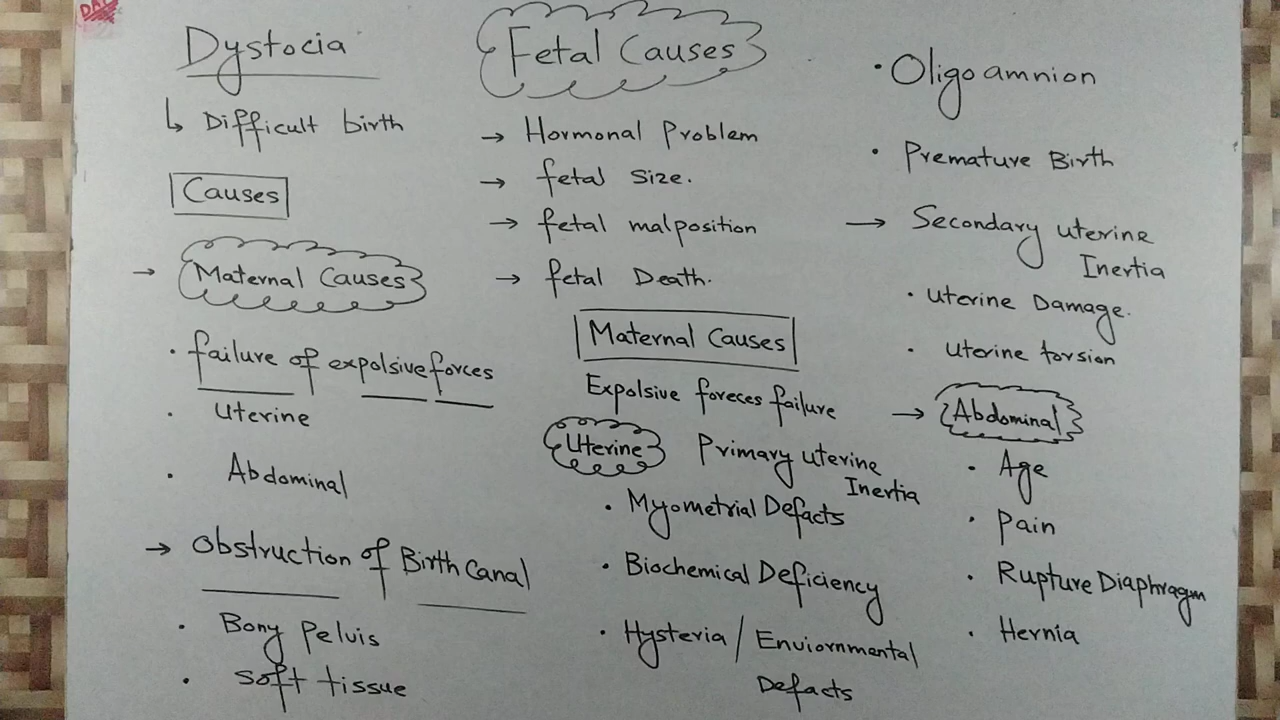 Dystocia
Difficult birth
Causes
Maternal Causes
failure of expolsive forces
Uterine
Abdominal
Obstruction of Birth Canal
Bony Pelvis
Soft tissue
Fetal Causes
Hormonal Problem
fetal Size.
fetal malposition
fetal Death.
Maternal Causes
Expolsive foreces failure
Uterine Primary uterine
Inertia
Myometrial Defects
Biochemical Deficiency
Hysteria / Enviornmental
Defects
Oligoamnion
Premature Birth
Secondary uterine
Inertia
Uterine Damage.
Uterine torsion
Abdominal
Age
Pain
Rupture Diaphragm
Hernia